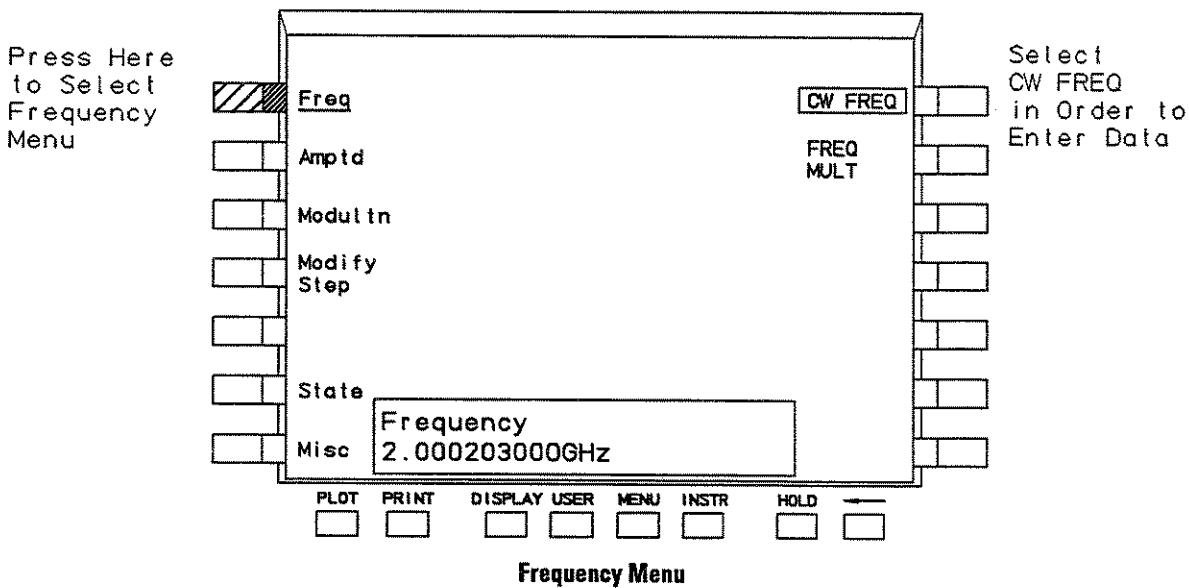 Press Here
to Select
Frequency
Menu
Freq
Amptd
Modultn
Modify
Step
State
Misc
CW FREQ
FREQ
MULT
Select
CW FREQ
in Order to
Enter Data
Frequency
2.000203000GHz
PLOT PRINT DISPLAY USER MENU INSTR HOLD ←
Frequency Menu